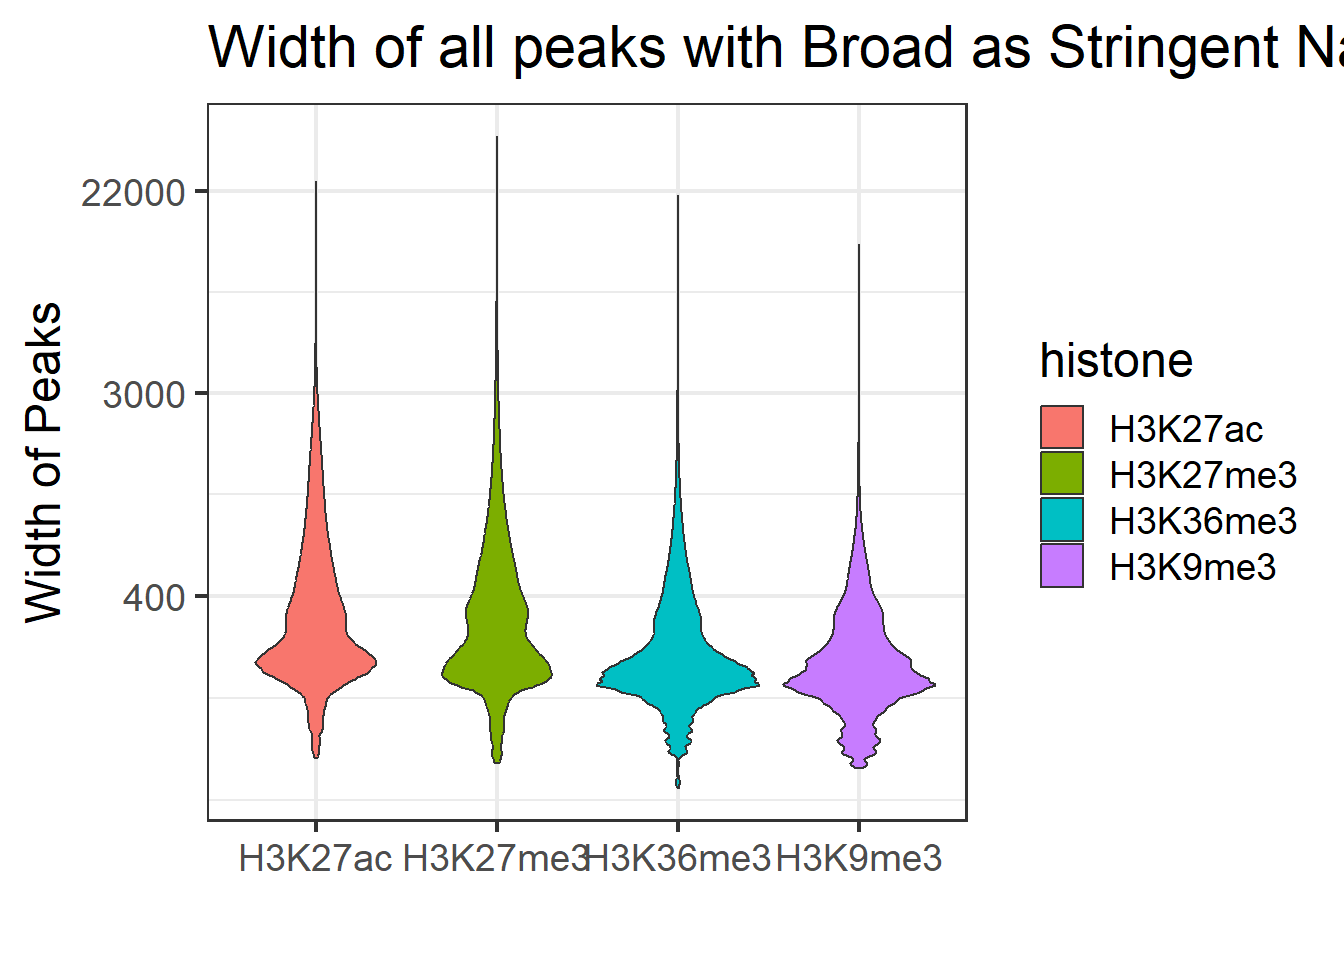 Width of all peaks with Broad as Stringent Na
Width of Peaks
22000
3000
400
H3K27ac H3K27me3 H3K36me3 H3K9me3
histone
H3K27ac
H3K27me3
H3K36me3
H3K9me3